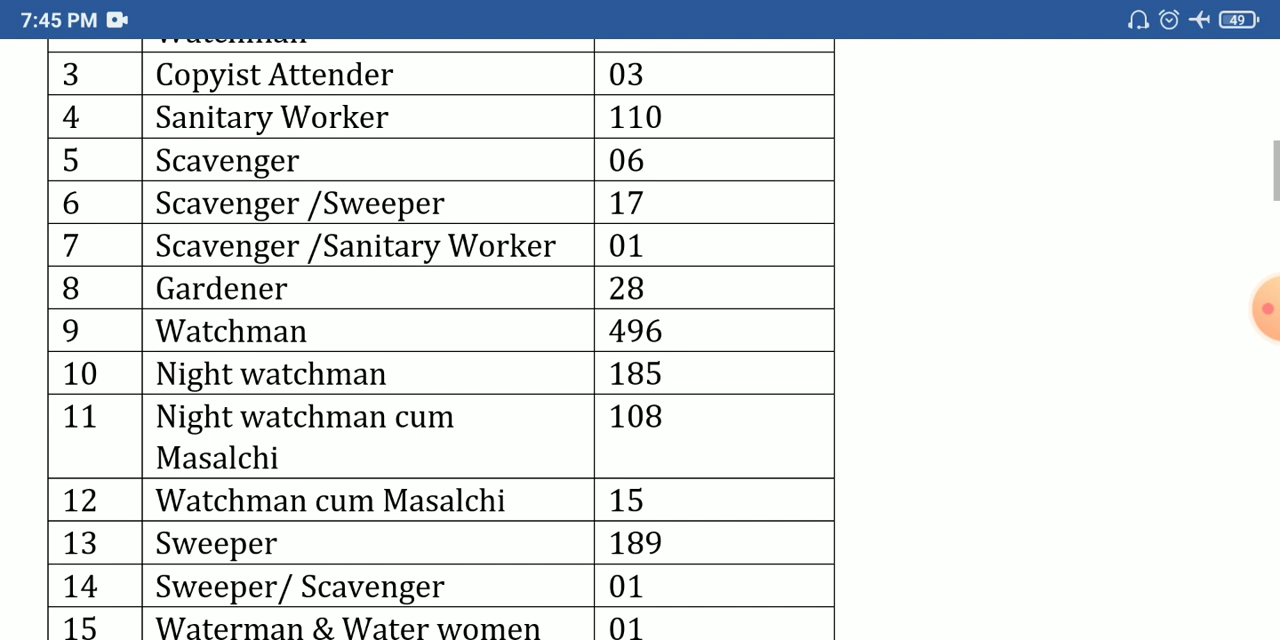 7:45 PM
49
Watchman
3 Copyist Attender 03
4 Sanitary Worker 110
5 Scavenger 06
6 Scavenger /Sweeper 17
7 Scavenger /Sanitary Worker 01
8 Gardener 28
9 Watchman 496
10 Night watchman 185
11 Night watchman cum 108
Masalchi
12 Watchman cum Masalchi 15
13 Sweeper 189
14 Sweeper/ Scavenger 01
15 Waterman & Water women 01